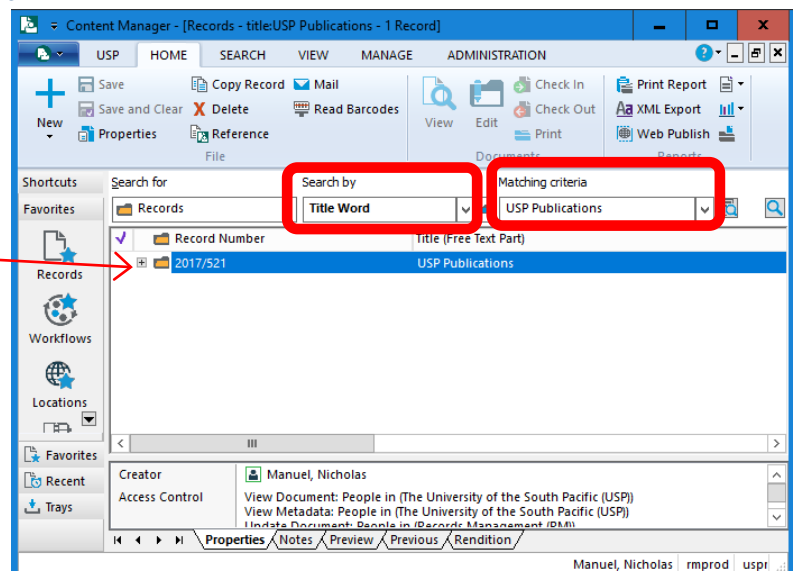 Content Manager - [Records - title:USP Publications - 1 Record]
USP HOME SEARCH VIEW MANAGE ADMINISTRATION
New
Save
Save and Clear
Properties
Copy Record
Delete
Reference
Mail
Read Barcodes
File
View
Edit
Check In
Check Out
Print
Documents
Print Report
XML Export
Web Publish
Reports
Shortcuts
Search for Search by Matching criteria
Favorites
Records Title Word USP Publications
Record Number Title (Free Text Part)
2017/521 USP Publications
Records
Workflows
Locations
Favorites
Recent
Trays
Creator Manuel, Nicholas
Access Control View Document: People in (The University of the South Pacific (USP))
View Metadata: People in (The University of the South Pacific (USP))
Update Document: People in (Records Management (RM))
Properties Notes Preview Previous Rendition
Manuel, Nicholas rmprod uspr